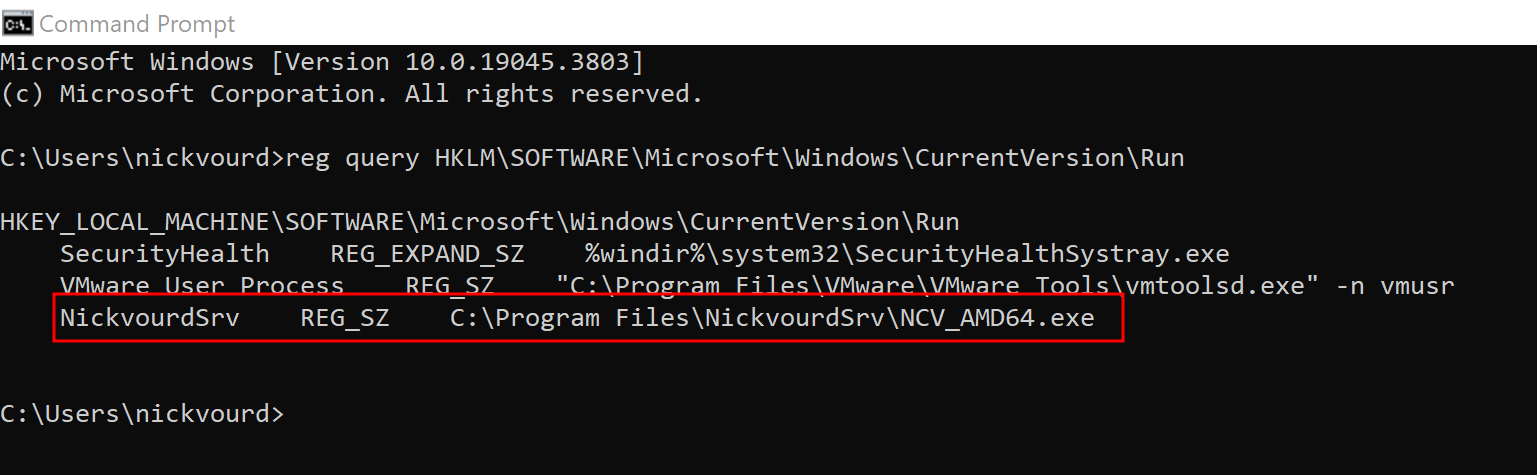 Command Prompt
Microsoft Windows [Version 10.0.19045.3803]
(c) Microsoft Corporation. All rights reserved.
C:\Users\nickvourd>reg query HKLM\SOFTWARE\Microsoft\Windows\CurrentVersion\Run
HKEY_LOCAL_MACHINE\SOFTWARE\Microsoft\Windows\CurrentVersion\Run
    SecurityHealth    REG_EXPAND_SZ    %windir%\system32\SecurityHealthSystray.exe
    VMware User Process    REG_SZ    "C:\Program Files\VMware\VMware Tools\vmtoolsd.exe" -n vmusr
    NickvourdSrv    REG_SZ    C:\Program Files\NickvourdSrv\NCV_AMD64.exe
C:\Users\nickvourd>